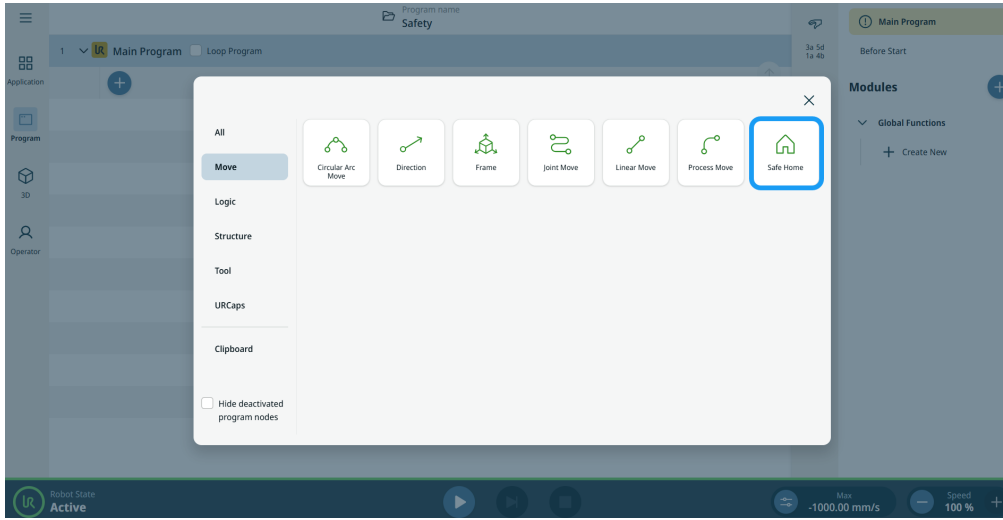 Program name
Safety
1 UR Main Program Loop Program
3a 5d
1a 4b
Main Program
Before Start
Modules
Global Functions
Create New
Application
Program
3D
Operator
All
Move
Logic
Structure
Tool
URCaps
Clipboard
Hide deactivated
program nodes
Circular Arc
Move
Direction
Frame
Joint Move
Linear Move
Process Move
Safe Home
UR
Robot State
Active
Max
-1000.00 mm/s
Speed
100 %